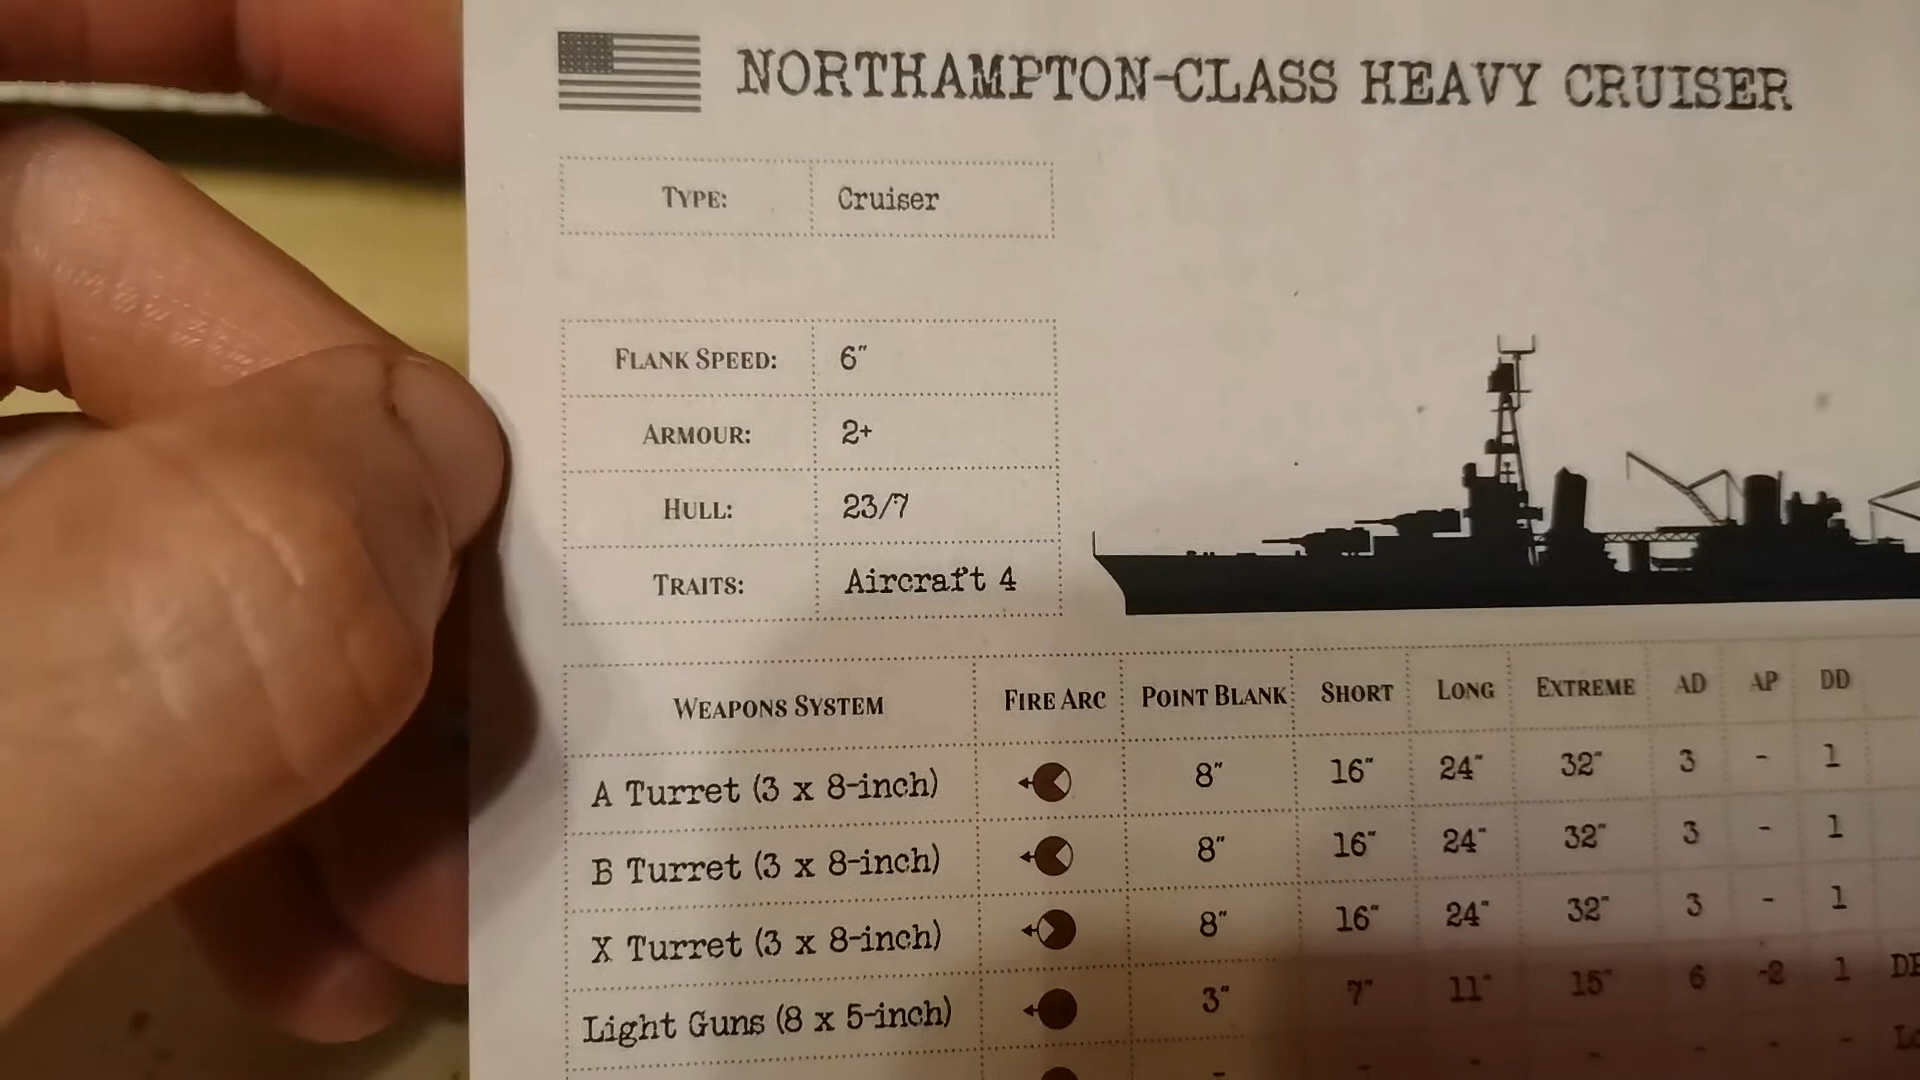 NORTHAMPTON-CLASS HEAVY CRUISER
TYPE: Cruiser
FLANK SPEED: 6"
ARMOUR: 2+
HULL: 23/7
TRAITS: Aircraft 4
WEAPONS SYSTEM FIRE ARC POINT BLANK SHORT LONG EXTREME AD AP DD
A Turret (3 x 8-inch) 8" 16" 24" 32" 3 - 1
B Turret (3 x 8-inch) 8" 16" 24" 32" 3 - 1
X Turret (3 x 8-inch) 8" 16" 24" 32" 3 - 1
Light Guns (8 x 5-inch) 3" 7" 11" 15" 6 -2 1
- - - - - - -